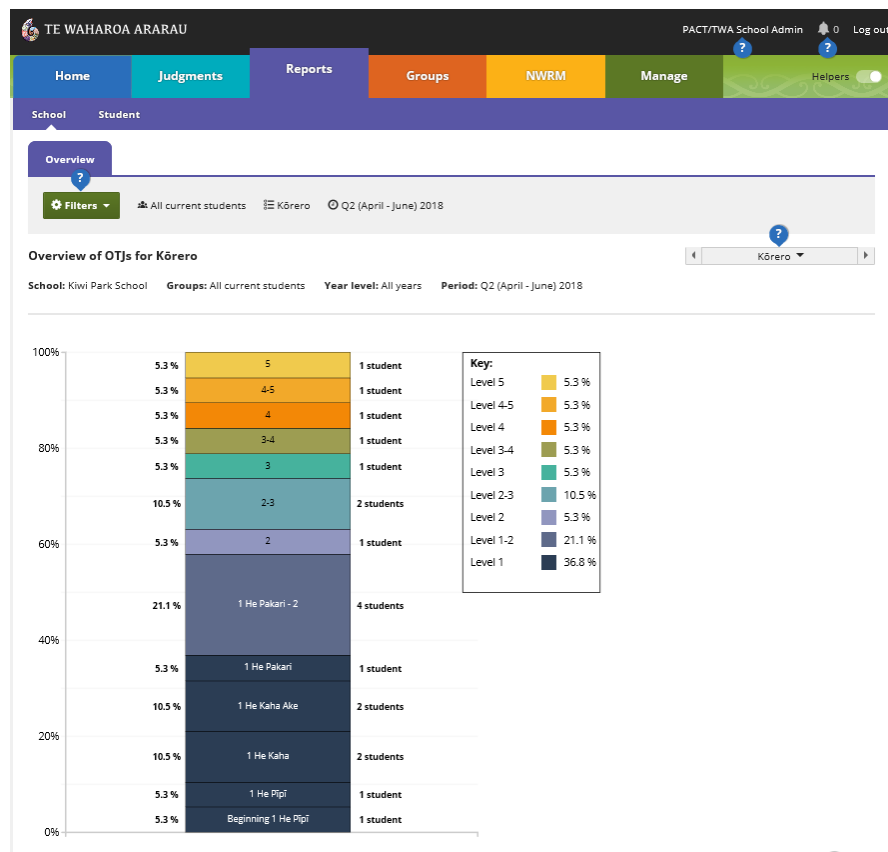 TE WAHAROA ARARAU
PACT/TWA School Admin 0 Log out
? ?
Home Judgments Reports Groups NWRM Manage Helpers
School Student
Overview
?
Filters All current students Kōrero Q2 (April - June) 2018
?
Overview of OTJs for Kōrero Kōrero
School: Kiwi Park School Groups: All current students Year level: All years Period: Q2 (April - June) 2018
100%
5.3 % 5 1 student
5.3 % 4-5 1 student
5.3 % 4 1 student
80% 5.3 % 3-4 1 student
5.3 % 3 1 student
10.5 % 2-3 2 students
60% 5.3 % 2 1 student
21.1 % 1 He Pakari - 2 4 students
40%
5.3 % 1 He Pakari 1 student
10.5 % 1 He Kaha Ake 2 students
20%
10.5 % 1 He Kaha 2 students
5.3 % 1 He Pīpī 1 student
5.3 % Beginning 1 He Pīpī 1 student
0%
Key:
Level 5 5.3 %
Level 4-5 5.3 %
Level 4 5.3 %
Level 3-4 5.3 %
Level 3 5.3 %
Level 2-3 10.5 %
Level 2 5.3 %
Level 1-2 21.1 %
Level 1 36.8 %